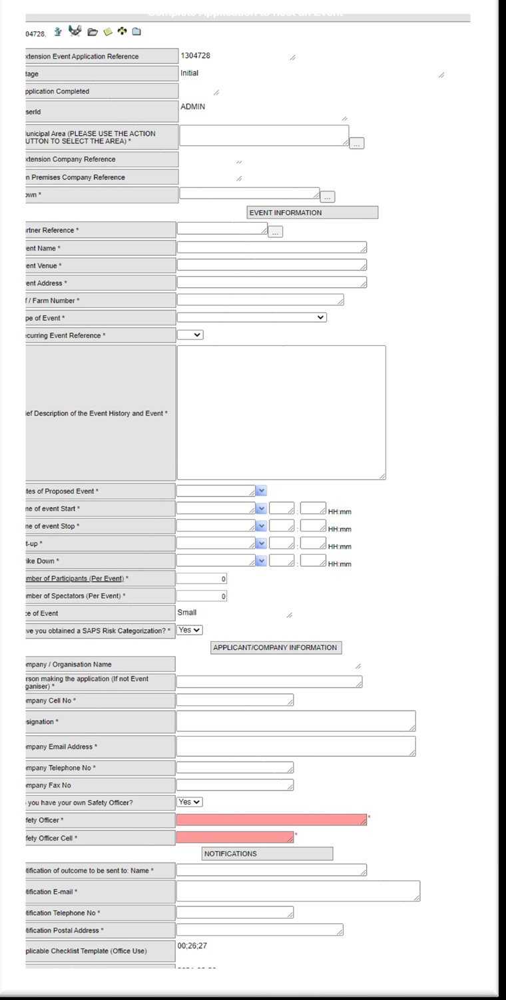 Complete Application to host an Event
04728,
xtension Event Application Reference 1304728
tage Initial
pplication Completed
serId ADMIN
unicipal Area (PLEASE USE THE ACTION
UTTON TO SELECT THE AREA) * ...
xtension Company Reference
n Premises Company Reference
own * ...
EVENT INFORMATION
rtner Reference * ...
ent Name *
ent Venue *
ent Address *
f / Farm Number *
pe of Event *
ecurring Event Reference *
ief Description of the Event History and Event *
tes of Proposed Event *
me of event Start * : HH:mm
me of event Stop * : HH:mm
t-up * : HH:mm
rike Down * : HH:mm
mber of Participants (Per Event) * 0
mber of Spectators (Per Event) * 0
ze of Event Small
ve you obtained a SAPS Risk Categorization? * Yes
APPLICANT/COMPANY INFORMATION
mpany / Organisation Name
rson making the application (If not Event
ganiser) *
mpany Cell No *
signation *
mpany Email Address *
mpany Telephone No *
mpany Fax No
you have your own Safety Officer? Yes
fety Officer * *
fety Officer Cell * *
NOTIFICATIONS
tification of outcome to be sent to: Name *
tification E-mail *
tification Telephone No *
tification Postal Address *
plicable Checklist Template (Office Use) 00;26;27